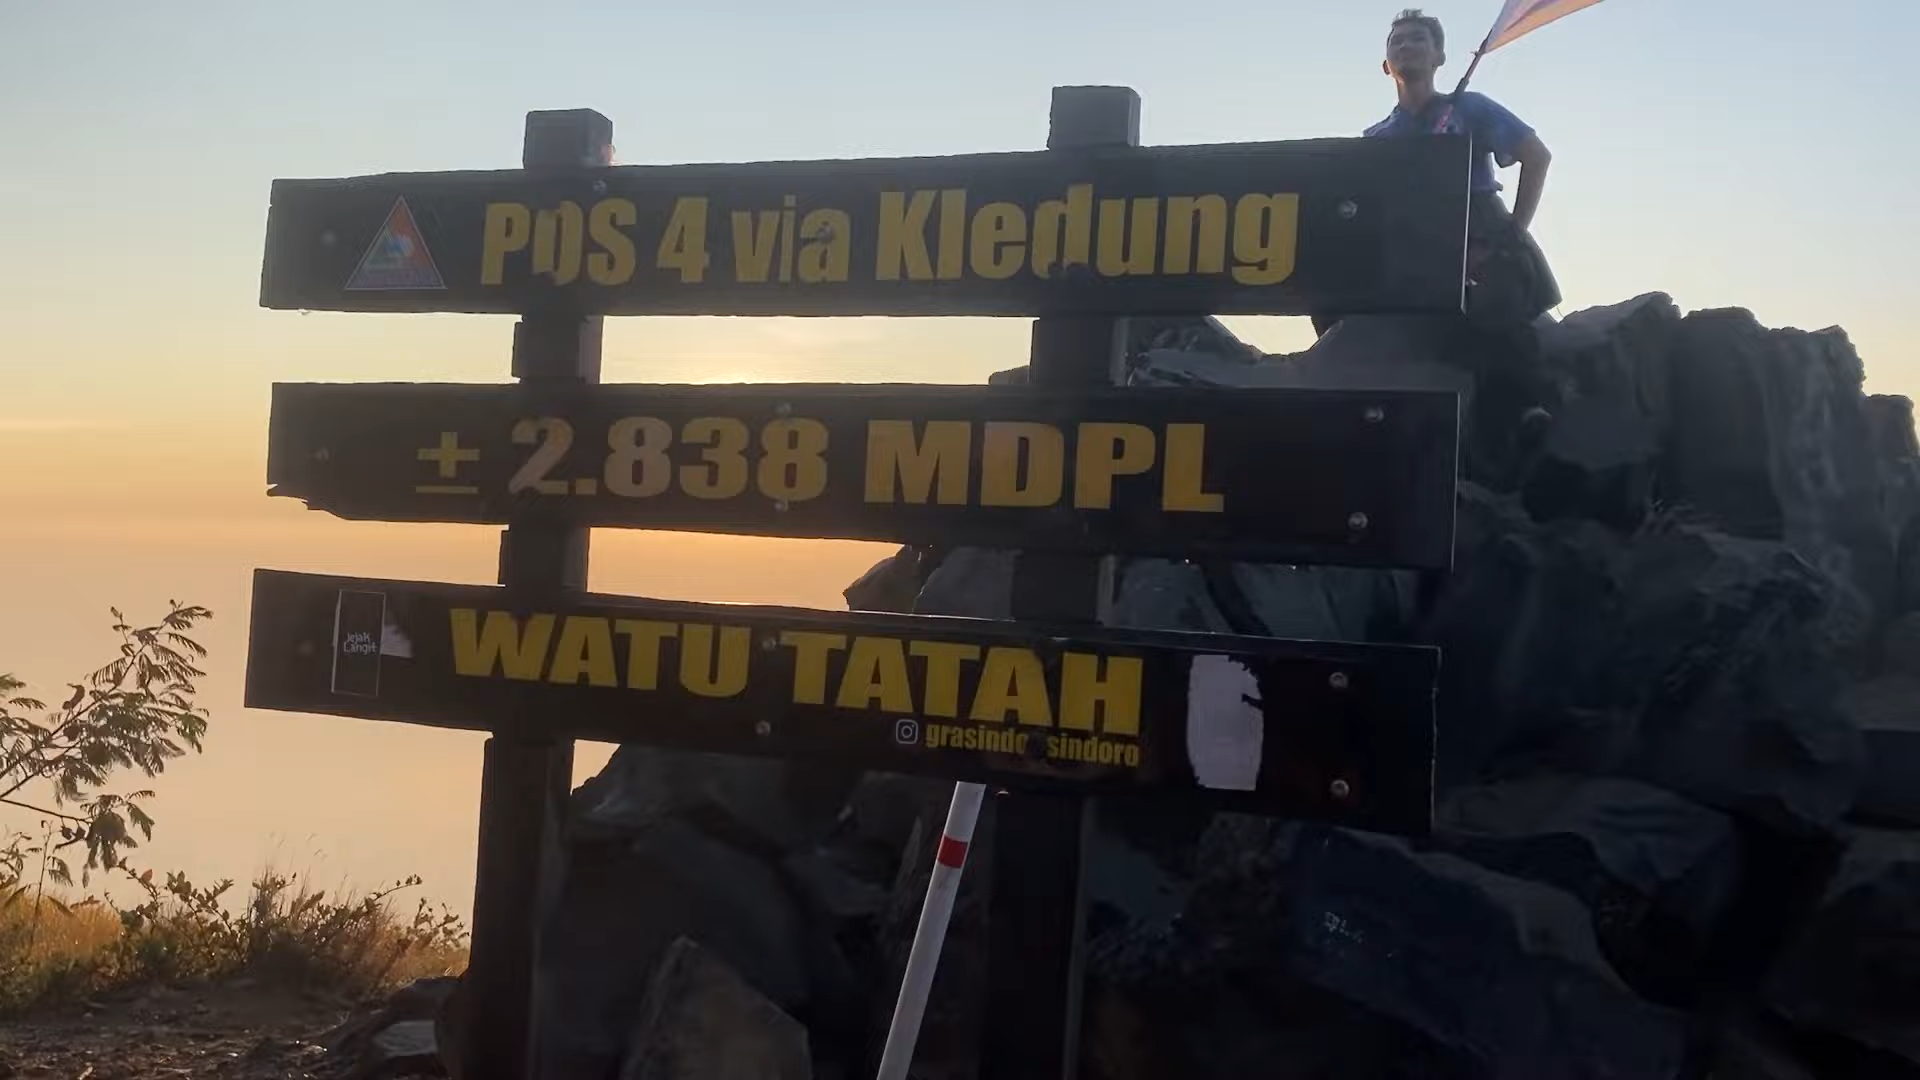 POS 4 via Kledung
± 2.838 MDPL
Jejak
Langit
WATU TATAH